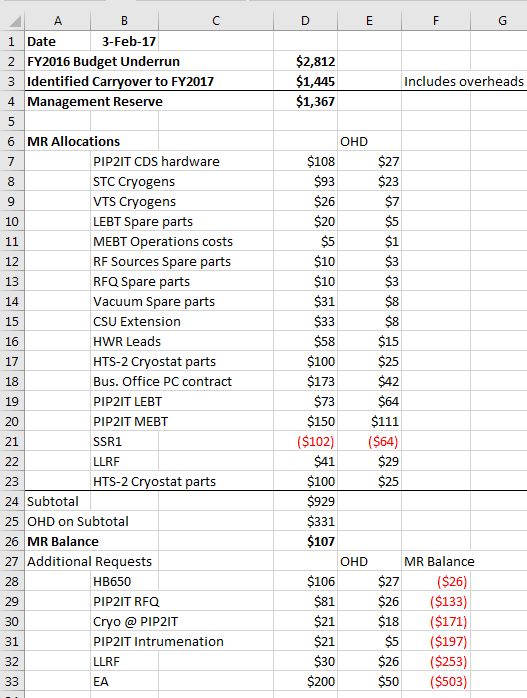 A B C D E F G
1 Date 3-Feb-17
2 FY2016 Budget Underrun $2,812
3 Identified Carryover to FY2017 $1,445 Includes overheads
4 Management Reserve $1,367
5
6 MR Allocations OHD
7 PIP2IT CDS hardware $108 $27
8 STC Cryogens $93 $23
9 VTS Cryogens $26 $7
10 LEBT Spare parts $20 $5
11 MEBT Operations costs $5 $1
12 RF Sources Spare parts $10 $3
13 RFQ Spare parts $10 $3
14 Vacuum Spare parts $31 $8
15 CSU Extension $33 $8
16 HWR Leads $58 $15
17 HTS-2 Cryostat parts $100 $25
18 Bus. Office PC contract $173 $42
19 PIP2IT LEBT $73 $64
20 PIP2IT MEBT $150 $111
21 SSR1 ($102) ($64)
22 LLRF $41 $29
23 HTS-2 Cryostat parts $100 $25
24 Subtotal $929
25 OHD on Subtotal $331
26 MR Balance $107
27 Additional Requests OHD MR Balance
28 HB650 $106 $27 ($26)
29 PIP2IT RFQ $81 $26 ($133)
30 Cryo @ PIP2IT $21 $18 ($171)
31 PIP2IT Intrumenation $21 $5 ($197)
32 LLRF $30 $26 ($253)
33 EA $200 $50 ($503)